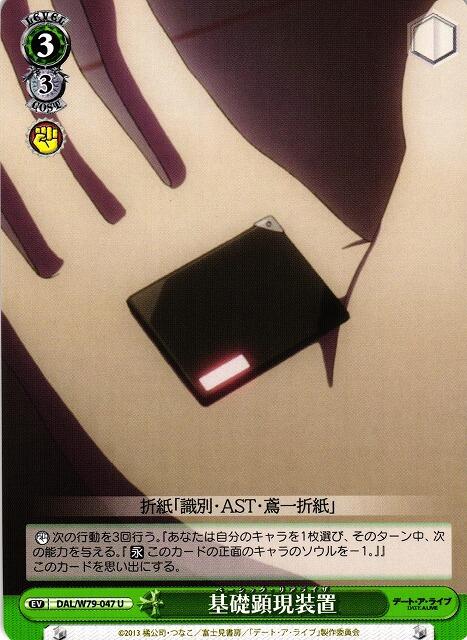 LEVEL
3
3
COST
折紙「識別・AST・鳶一折紙」
次の行動を3回行う。『あなたは自分のキャラを1枚選び、そのターン中、次
の能力を与える。『永 このカードの正面のキャラのソウルを－1。』』
このカードを思い出にする。
EV DAL/W79-047 U
基礎顕現装置
デート・ア・ライブ
DATE A LIVE
©2013 橘公司・つなこ／富士見書房／「デート・ア・ライブ」製作委員会